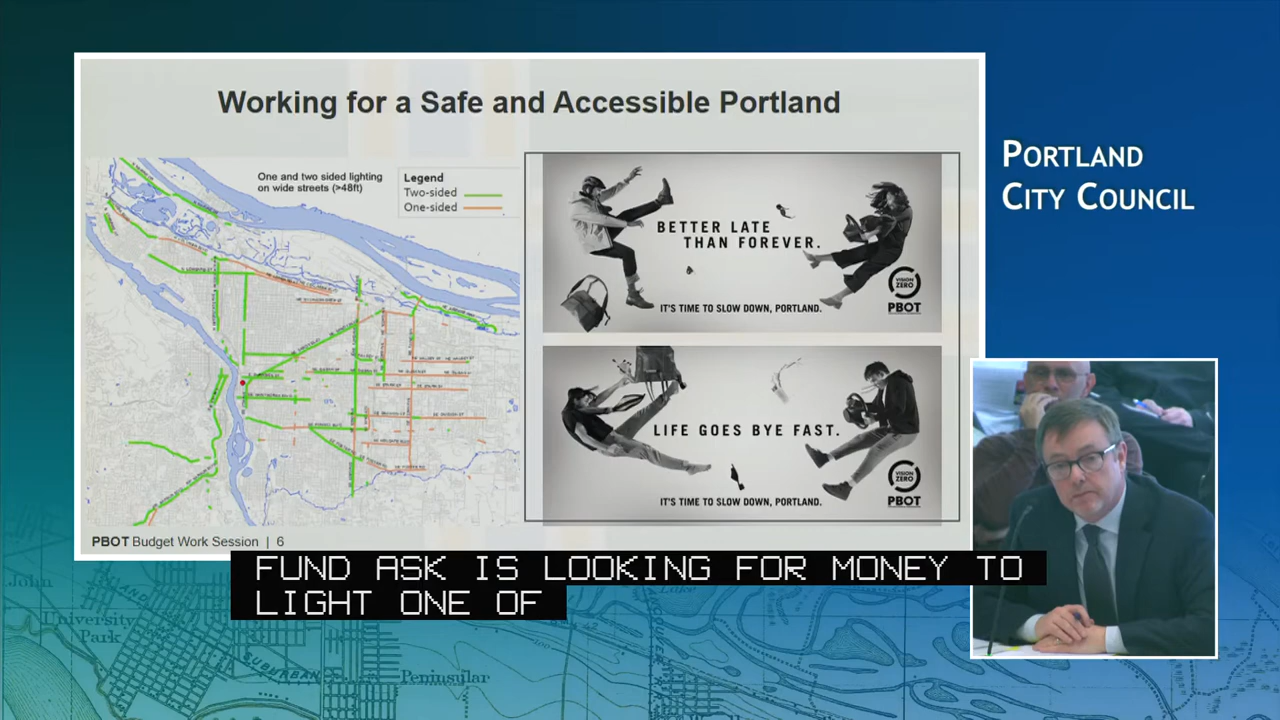 Working for a Safe and Accessible Portland
One and two sided lighting
on wide streets (>48ft)
Legend
Two-sided
One-sided
BETTER LATE
THAN FOREVER.
IT'S TIME TO SLOW DOWN, PORTLAND.
VISION
ZERO
PBOT
LIFE GOES BYE FAST.
IT'S TIME TO SLOW DOWN, PORTLAND.
VISION
ZERO
PBOT
PBOT Budget Work Session | 6
PORTLAND
CITY COUNCIL
FUND ASK IS LOOKING FOR MONEY TO
LIGHT ONE OF
John
University
Park
SUBURBAN
Peninsular